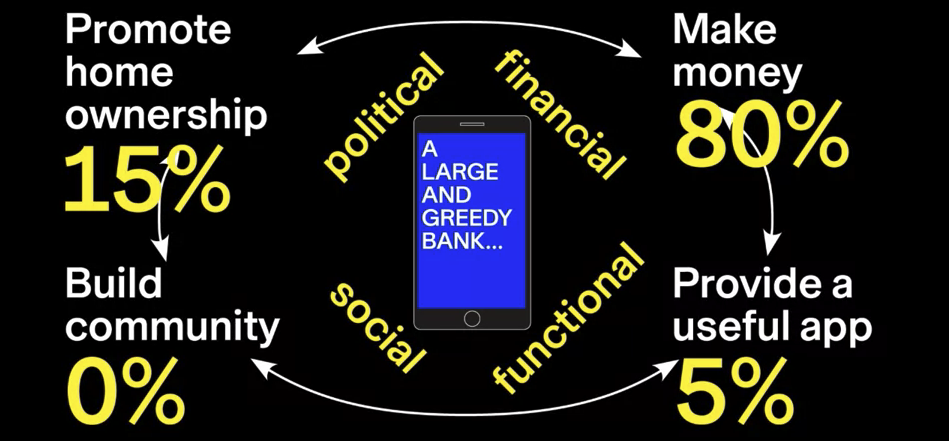 Promote
home
ownership
15%
political
financial
Make
money
80%
A
LARGE
AND
GREEDY
BANK...
Build
community
0%
social
functional
Provide a
useful app
5%